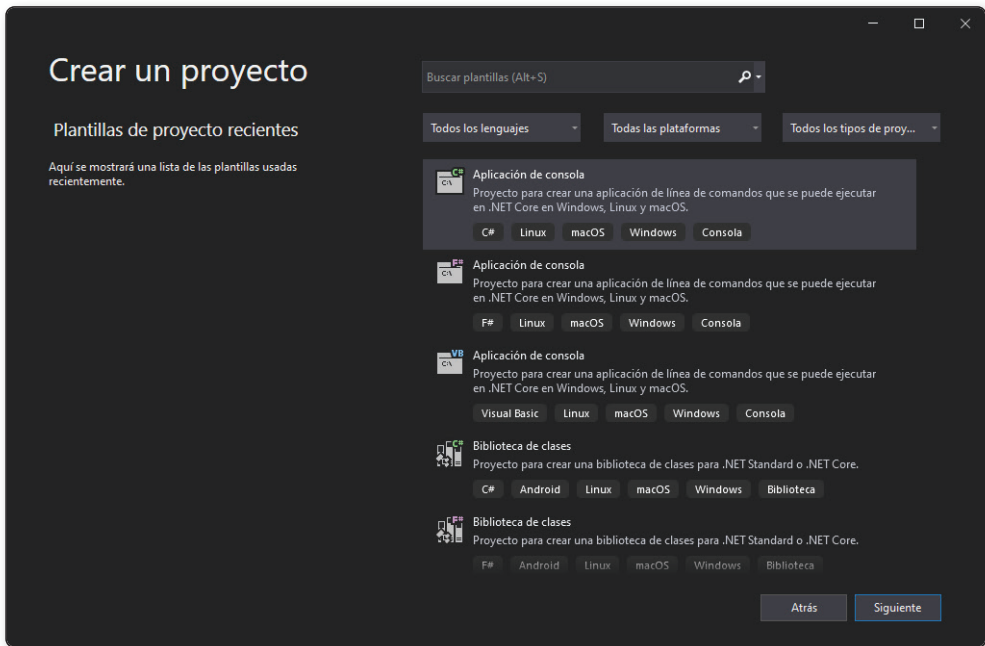 Crear un proyecto
Plantillas de proyecto recientes
Aquí se mostrará una lista de las plantillas usadas
recientemente.
Buscar plantillas (Alt+S)
Todos los lenguajes
Todas las plataformas
Todos los tipos de proy...
C#
C:\
Aplicación de consola
Proyecto para crear una aplicación de línea de comandos que se puede ejecutar
en .NET Core en Windows, Linux y macOS.
C# Linux macOS Windows Consola
F#
C:\
Aplicación de consola
Proyecto para crear una aplicación de línea de comandos que se puede ejecutar
en .NET Core en Windows, Linux y macOS.
F# Linux macOS Windows Consola
VB
C:\
Aplicación de consola
Proyecto para crear una aplicación de línea de comandos que se puede ejecutar
en .NET Core en Windows, Linux y macOS.
Visual Basic Linux macOS Windows Consola
C#
Biblioteca de clases
Proyecto para crear una biblioteca de clases para .NET Standard o .NET Core.
C# Android Linux macOS Windows Biblioteca
F#
Biblioteca de clases
Proyecto para crear una biblioteca de clases para .NET Standard o .NET Core.
F# Android Linux macOS Windows Biblioteca
Atrás
Siguiente